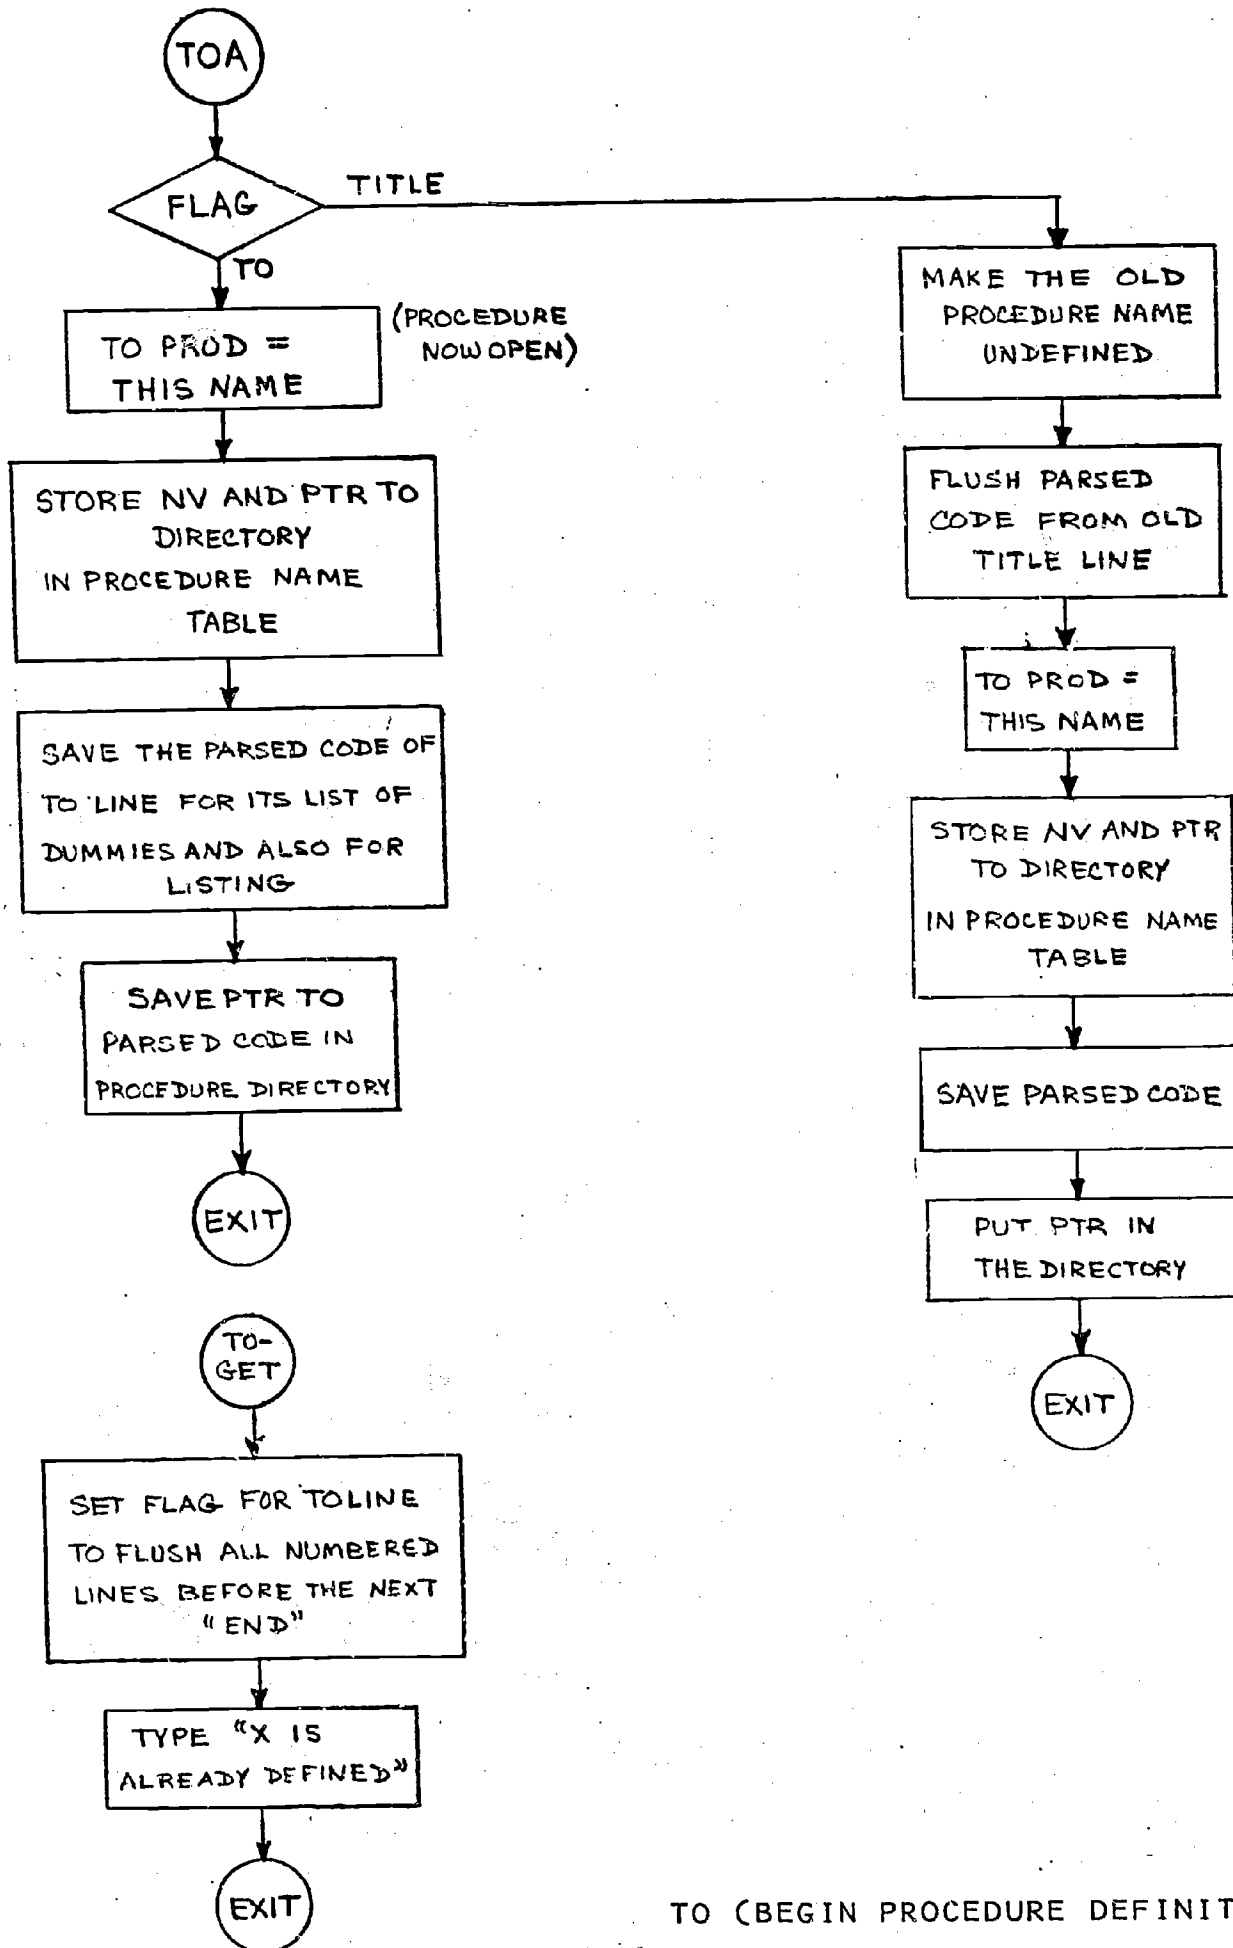 TOA
FLAG
TITLE
TO
TO PROD =
THIS NAME
(PROCEDURE
NOW OPEN)
STORE NV AND PTR TO
DIRECTORY
IN PROCEDURE NAME
TABLE
SAVE THE PARSED CODE OF
TO LINE FOR ITS LIST OF
DUMMIES AND ALSO FOR
LISTING
SAVE PTR TO
PARSED CODE IN
PROCEDURE DIRECTORY
EXIT
MAKE THE OLD
PROCEDURE NAME
UNDEFINED
FLUSH PARSED
CODE FROM OLD
TITLE LINE
TO PROD =
THIS NAME
STORE NV AND PTR
TO DIRECTORY
IN PROCEDURE NAME
TABLE
SAVE PARSED CODE
PUT PTR IN
THE DIRECTORY
EXIT
TO-
GET
SET FLAG FOR TOLINE
TO FLUSH ALL NUMBERED
LINES BEFORE THE NEXT
"END"
TYPE "X IS
ALREADY DEFINED"
EXIT
TO (BEGIN PROCEDURE DEFINIT